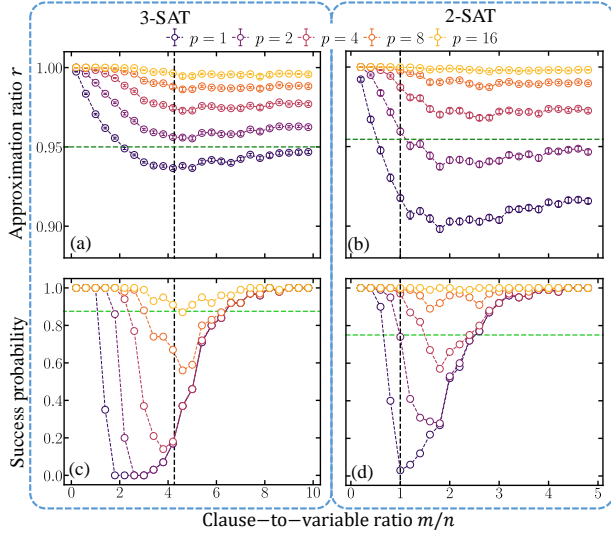 3-SAT 2-SAT
p = 1 p = 2 p = 4 p = 8 p = 16
Approximation ratio r
1.00
0.95
0.90
(a) (b)
Success probability
1.0
0.8
0.6
0.4
0.2
0.0
(c) (d)
0 2 4 6 8 10 0 1 2 3 4 5
Clause−to−variable ratio m/n